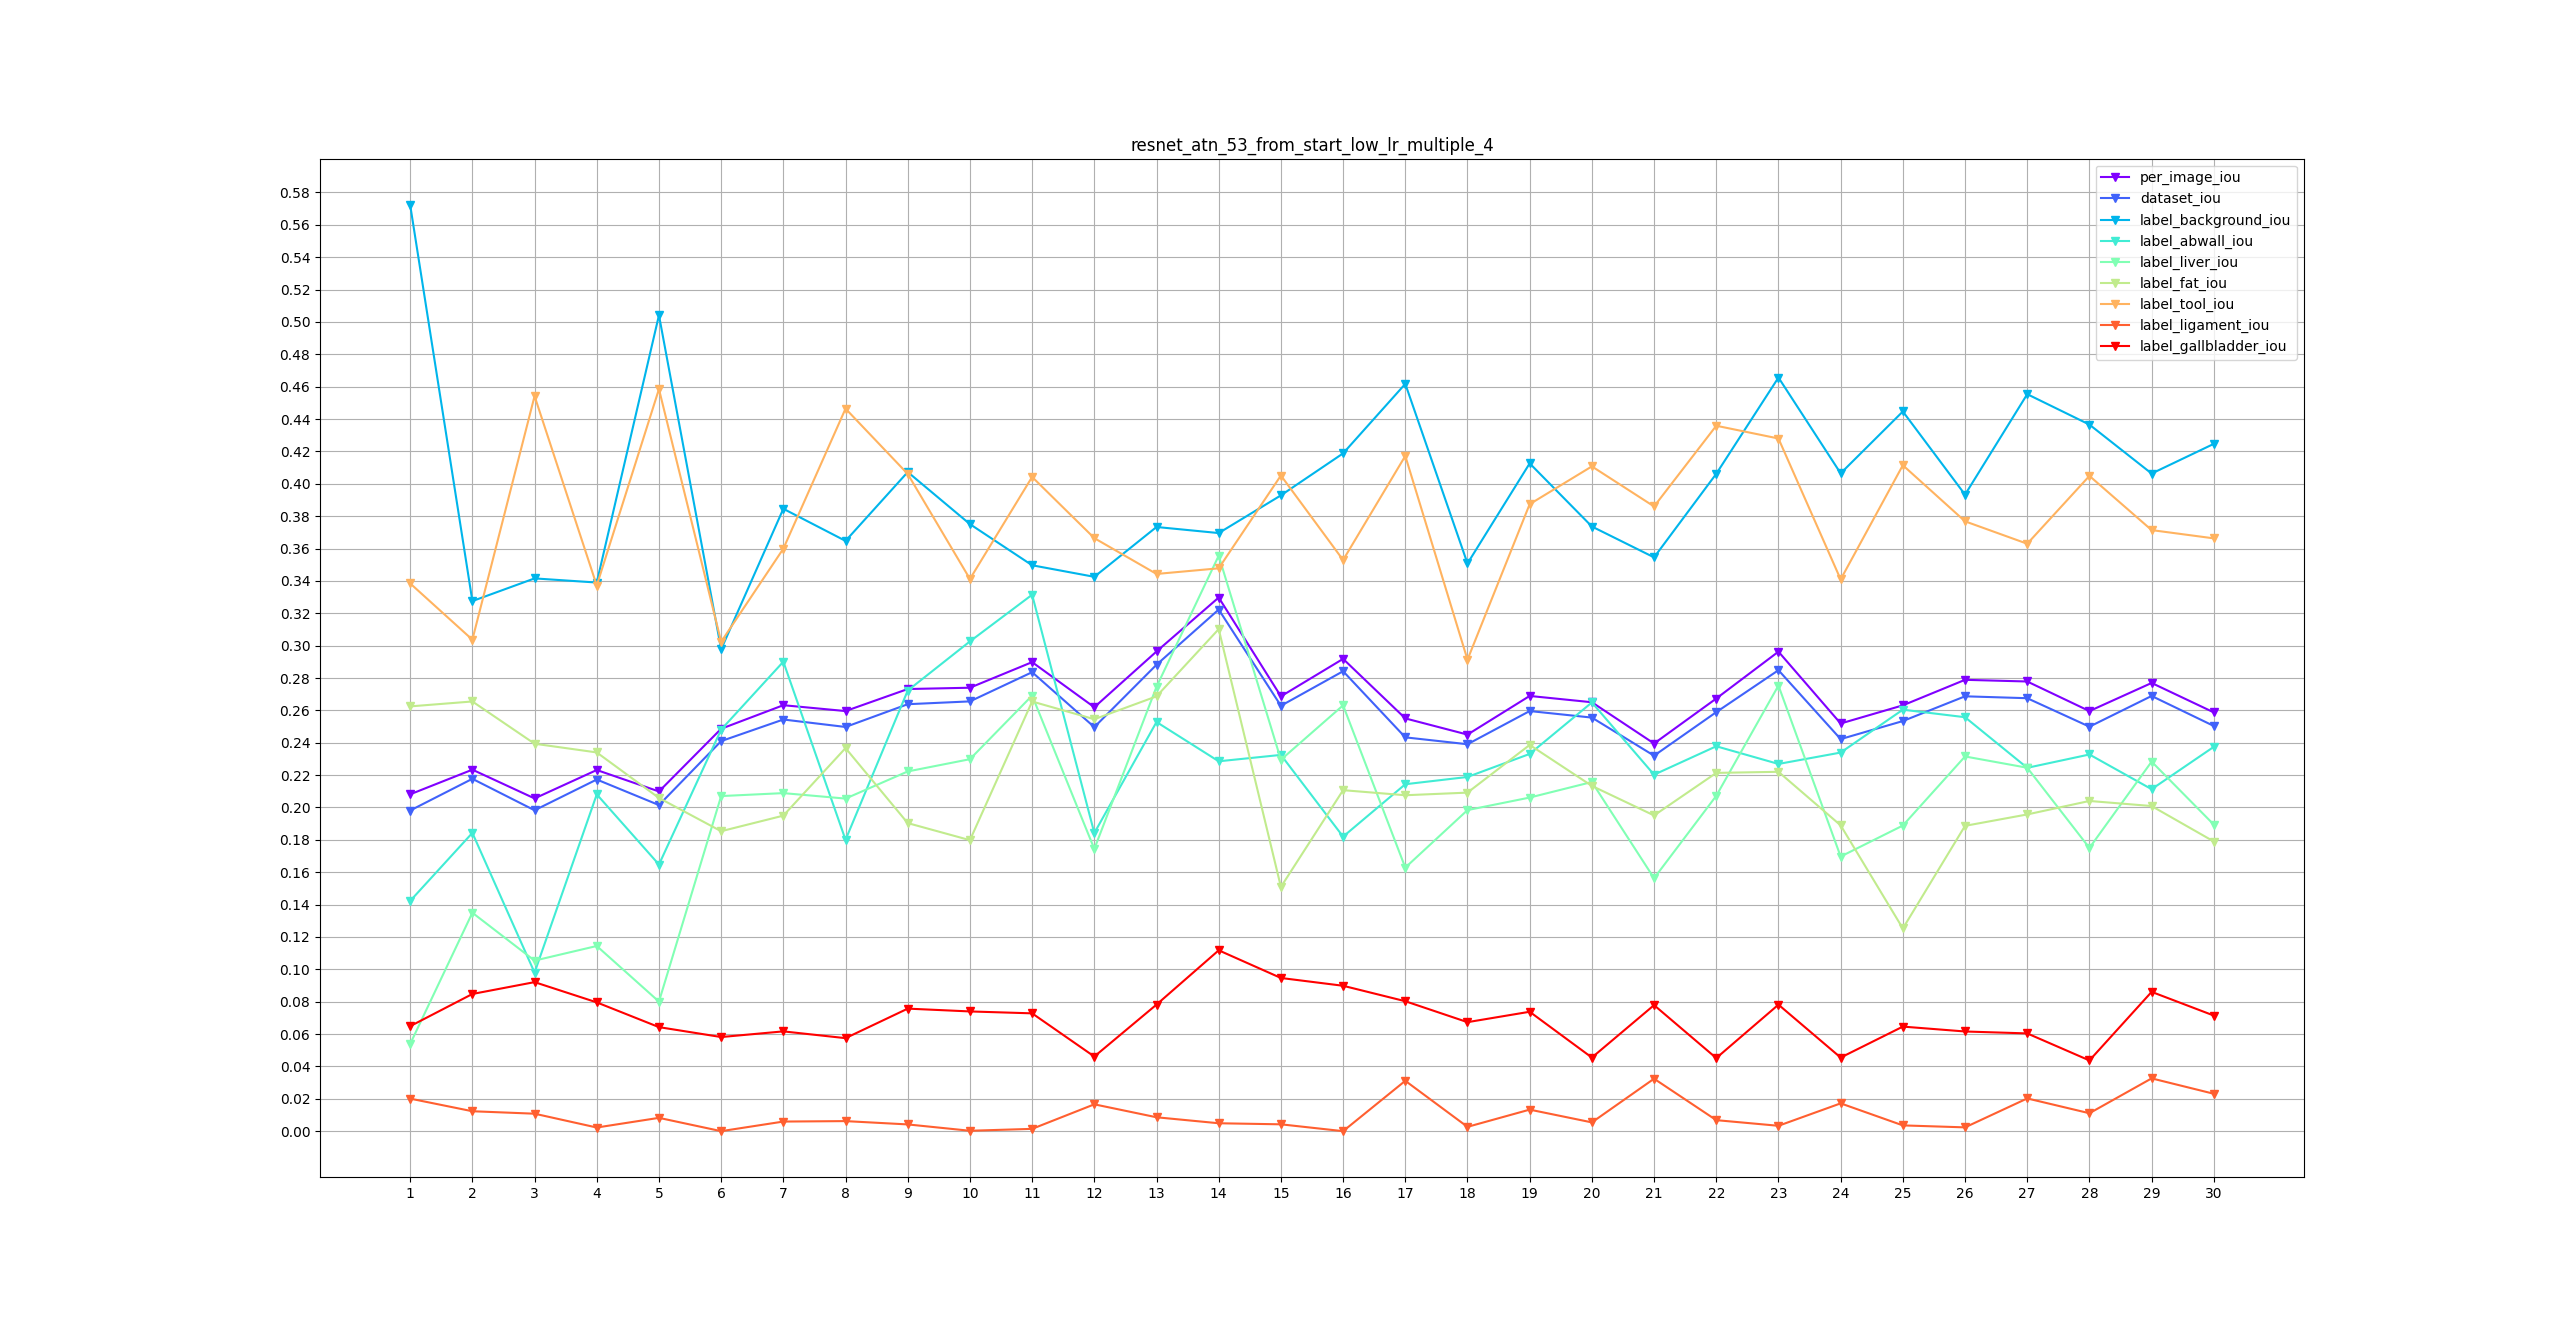 resnet_atn_53_from_start_low_lr_multiple_4
per_image_iou
dataset_iou
label_background_iou
label_abwall_iou
label_liver_iou
label_fat_iou
label_tool_iou
label_ligament_iou
label_gallbladder_iou
0.58
0.56
0.54
0.52
0.50
0.48
0.46
0.44
0.42
0.40
0.38
0.36
0.34
0.32
0.30
0.28
0.26
0.24
0.22
0.20
0.18
0.16
0.14
0.12
0.10
0.08
0.06
0.04
0.02
0.00
1 2 3 4 5 6 7 8 9 10 11 12 13 14 15 16 17 18 19 20 21 22 23 24 25 26 27 28 29 30